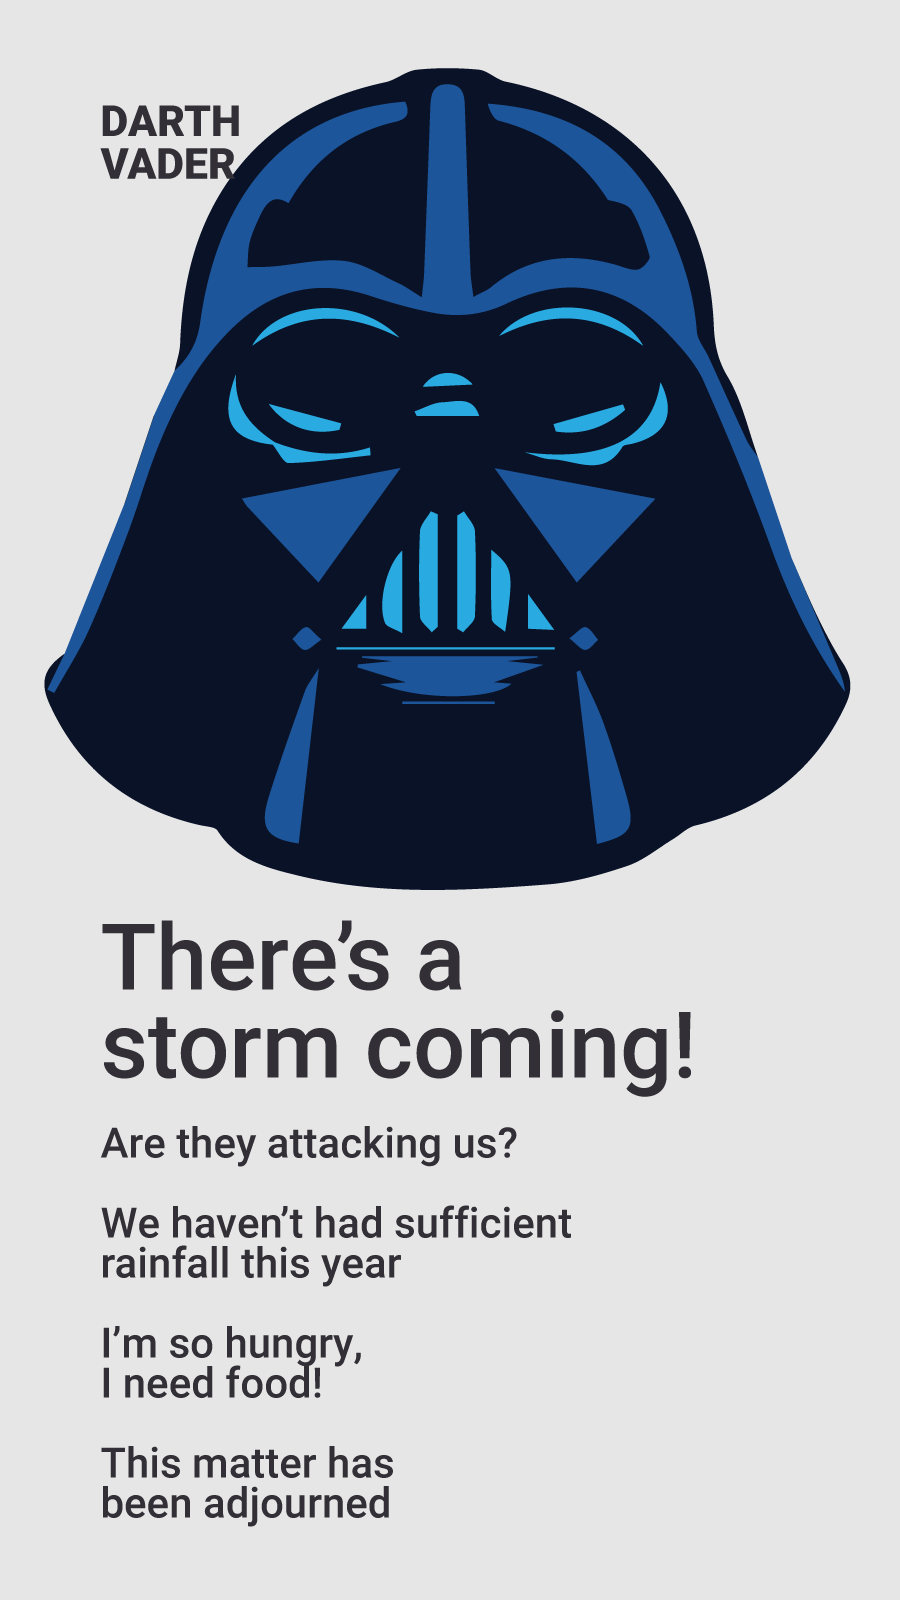 DARTH
VADER
There’s a
storm coming!
Are they attacking us?
We haven’t had sufficient
rainfall this year
I’m so hungry,
I need food!
This matter has
been adjourned